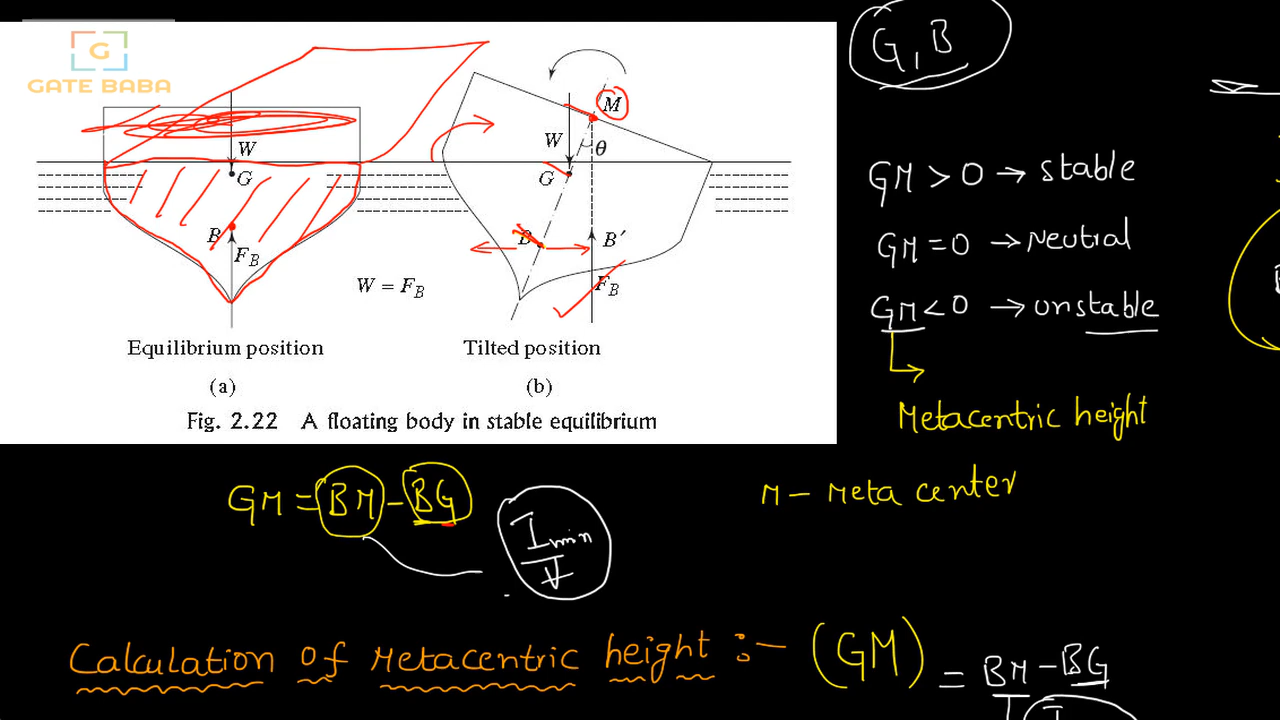 G
GATE BABA
G, B
W
G
B
F_B
W = F_B
M
W
θ
G
B
B′
F_B
Equilibrium position
Tilted position
(a)
(b)
Fig. 2.22 A floating body in stable equilibrium
GM > 0 → stable
GM = 0 → Neutral
GM < 0 → unstable
Metacentric height
M - Meta center
GM = BM - BG
I min
V
Calculation of Metacentric height :- (GM)
= BM - BG
I